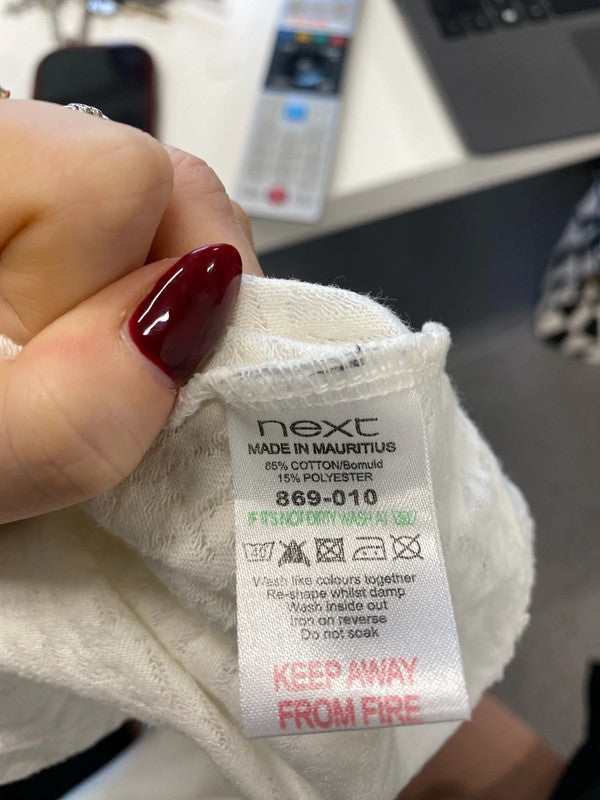 next
MADE IN MAURITIUS
85% COTTON/Bomuld
15% POLYESTER
869-010
IF IT'S NOT DIRTY WASH AT
40
Wash like colours together
Re-shape whilst damp
Wash inside out
Iron on reverse
Do not soak
KEEP AWAY
FROM FIRE